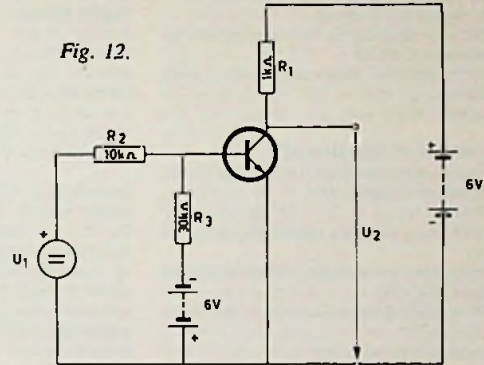 Fig. 12.
1kΩ
R1
R2
10kΩ
+
6V
-
30kΩ
R3
U2
+
U1
-
6V
+